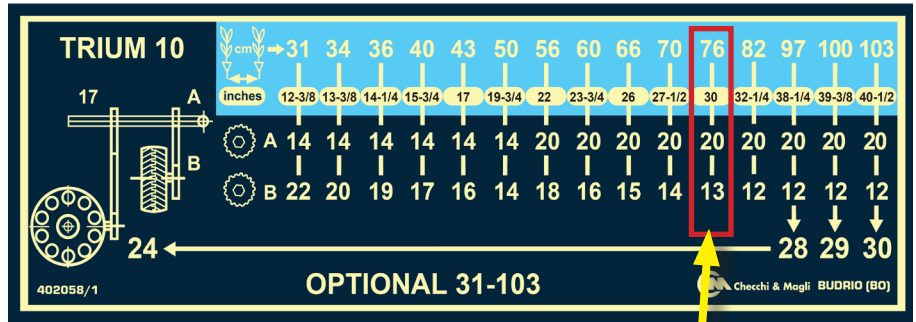 TRIUM 10
cm 31 34 36 40 43 50 56 60 66 70 76 82 97 100 103
inches 12-3/8 13-3/8 14-1/4 15-3/4 17 19-3/4 22 23-3/4 26 27-1/2 30 32-1/4 38-1/4 39-3/8 40-1/2
17 A
A 14 14 14 14 14 14 20 20 20 20 20 20 20 20 20
B
B 22 20 19 17 16 14 18 16 15 14 13 12 12 12 12
24 28 29 30
402058/1 OPTIONAL 31-103 Checchi & Magli BUDRIO (BO)